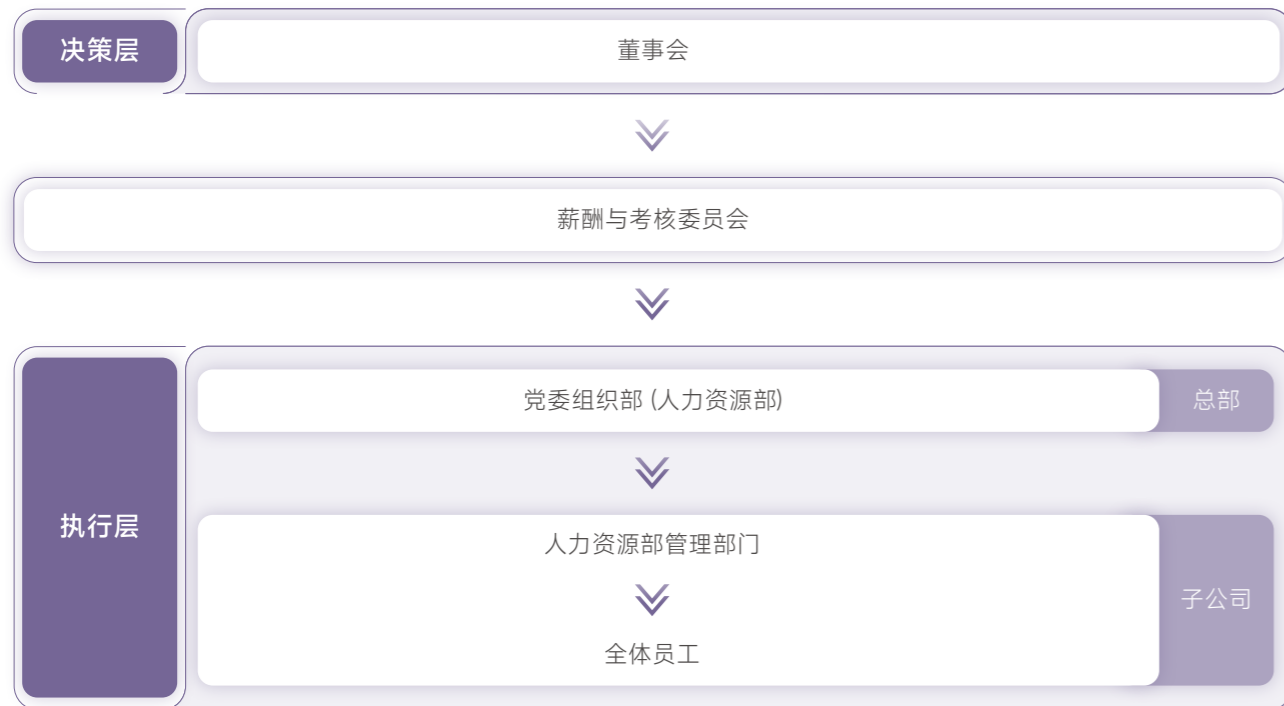 决策层
董事会
薪酬与考核委员会
执行层
党委组织部 (人力资源部)
总部
人力资源部管理部门
子公司
全体员工